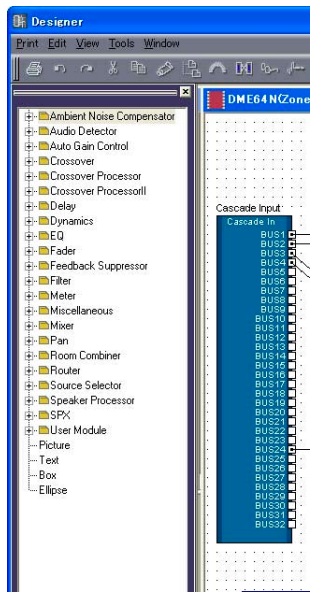 Designer
Print Edit View Tools Window
DME64N(Zone
Ambient Noise Compensator
Audio Detector
Auto Gain Control
Crossover
Crossover Processor
Crossover ProcessorII
Delay
Dynamics
EQ
Fader
Feedback Suppressor
Filter
Meter
Miscellaneous
Mixer
Pan
Room Combiner
Router
Source Selector
Speaker Processor
SPX
User Module
Picture
Text
Box
Ellipse
Cascade Input
Cascade In
BUS1
BUS2
BUS3
BUS4
BUS5
BUS6
BUS7
BUS8
BUS9
BUS10
BUS11
BUS12
BUS13
BUS14
BUS15
BUS16
BUS17
BUS18
BUS19
BUS20
BUS21
BUS22
BUS23
BUS24
BUS25
BUS26
BUS27
BUS28
BUS29
BUS30
BUS31
BUS32